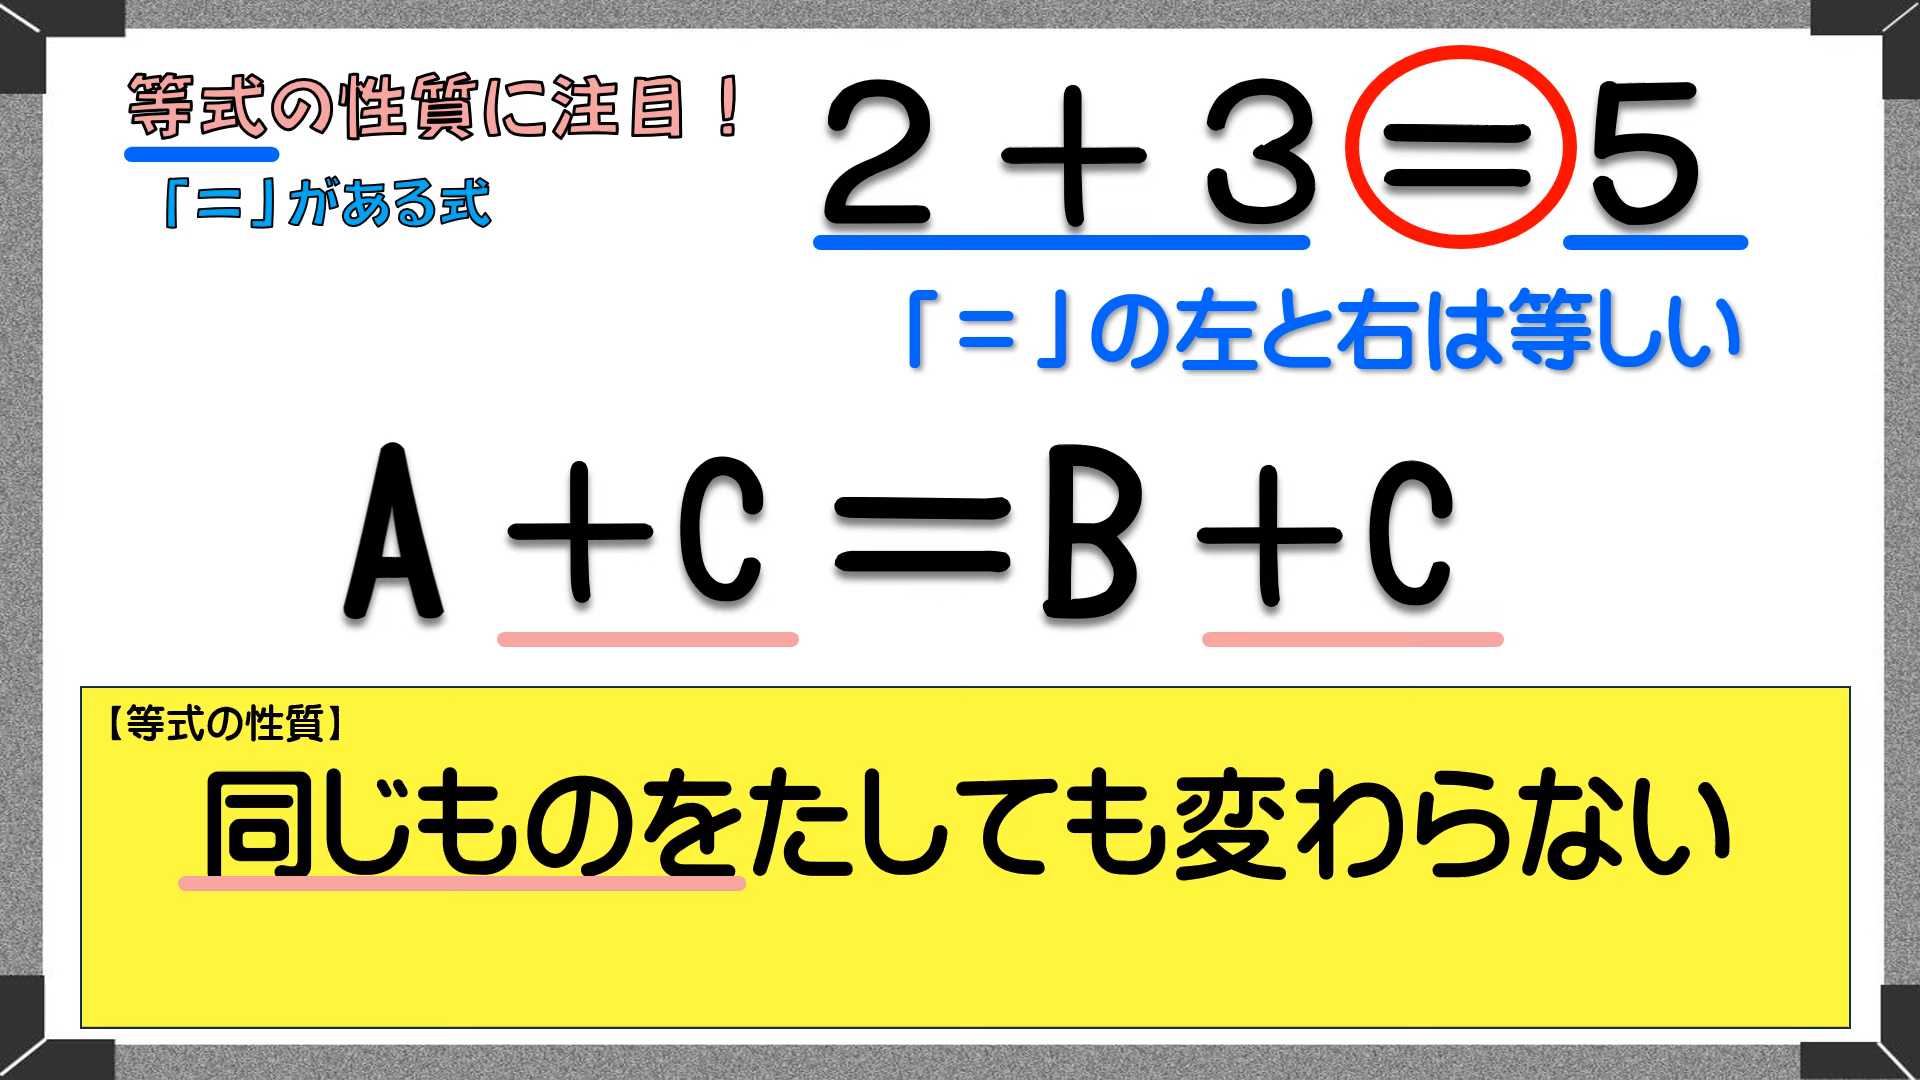 等式の性質に注目！
「＝」がある式
2＋3＝5
「＝」の左と右は等しい
A＋C＝B＋C
【等式の性質】
同じものをたしても変わらない